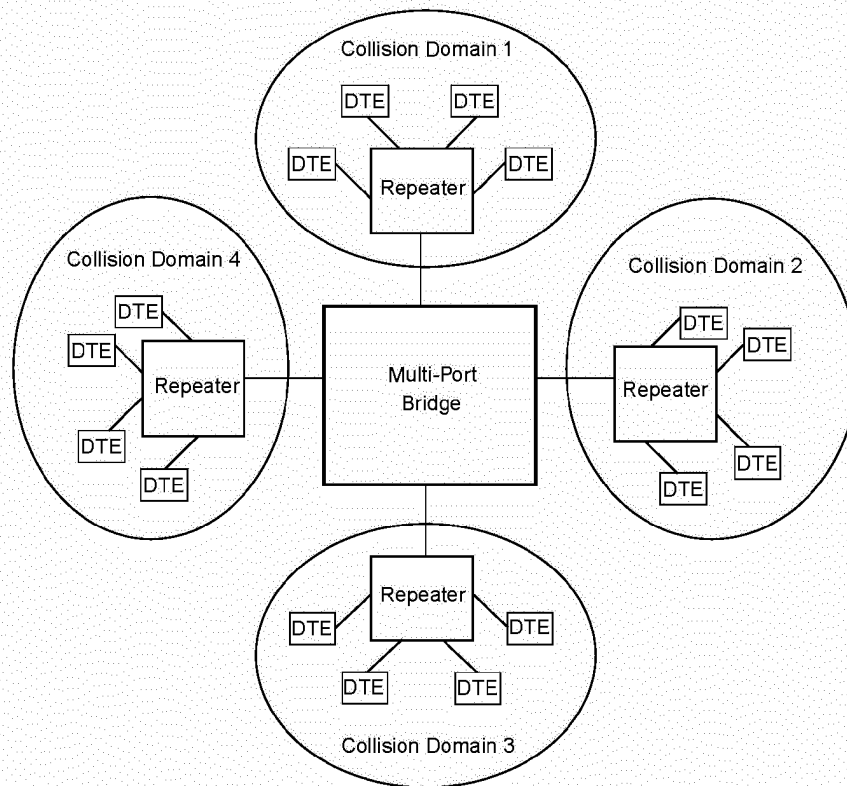 Collision Domain 1
DTE
DTE
DTE
DTE
Repeater
Collision Domain 4
DTE
DTE
Repeater
DTE
DTE
Multi-Port
Bridge
Collision Domain 2
DTE
DTE
Repeater
DTE
DTE
Repeater
DTE
DTE
DTE
DTE
Collision Domain 3